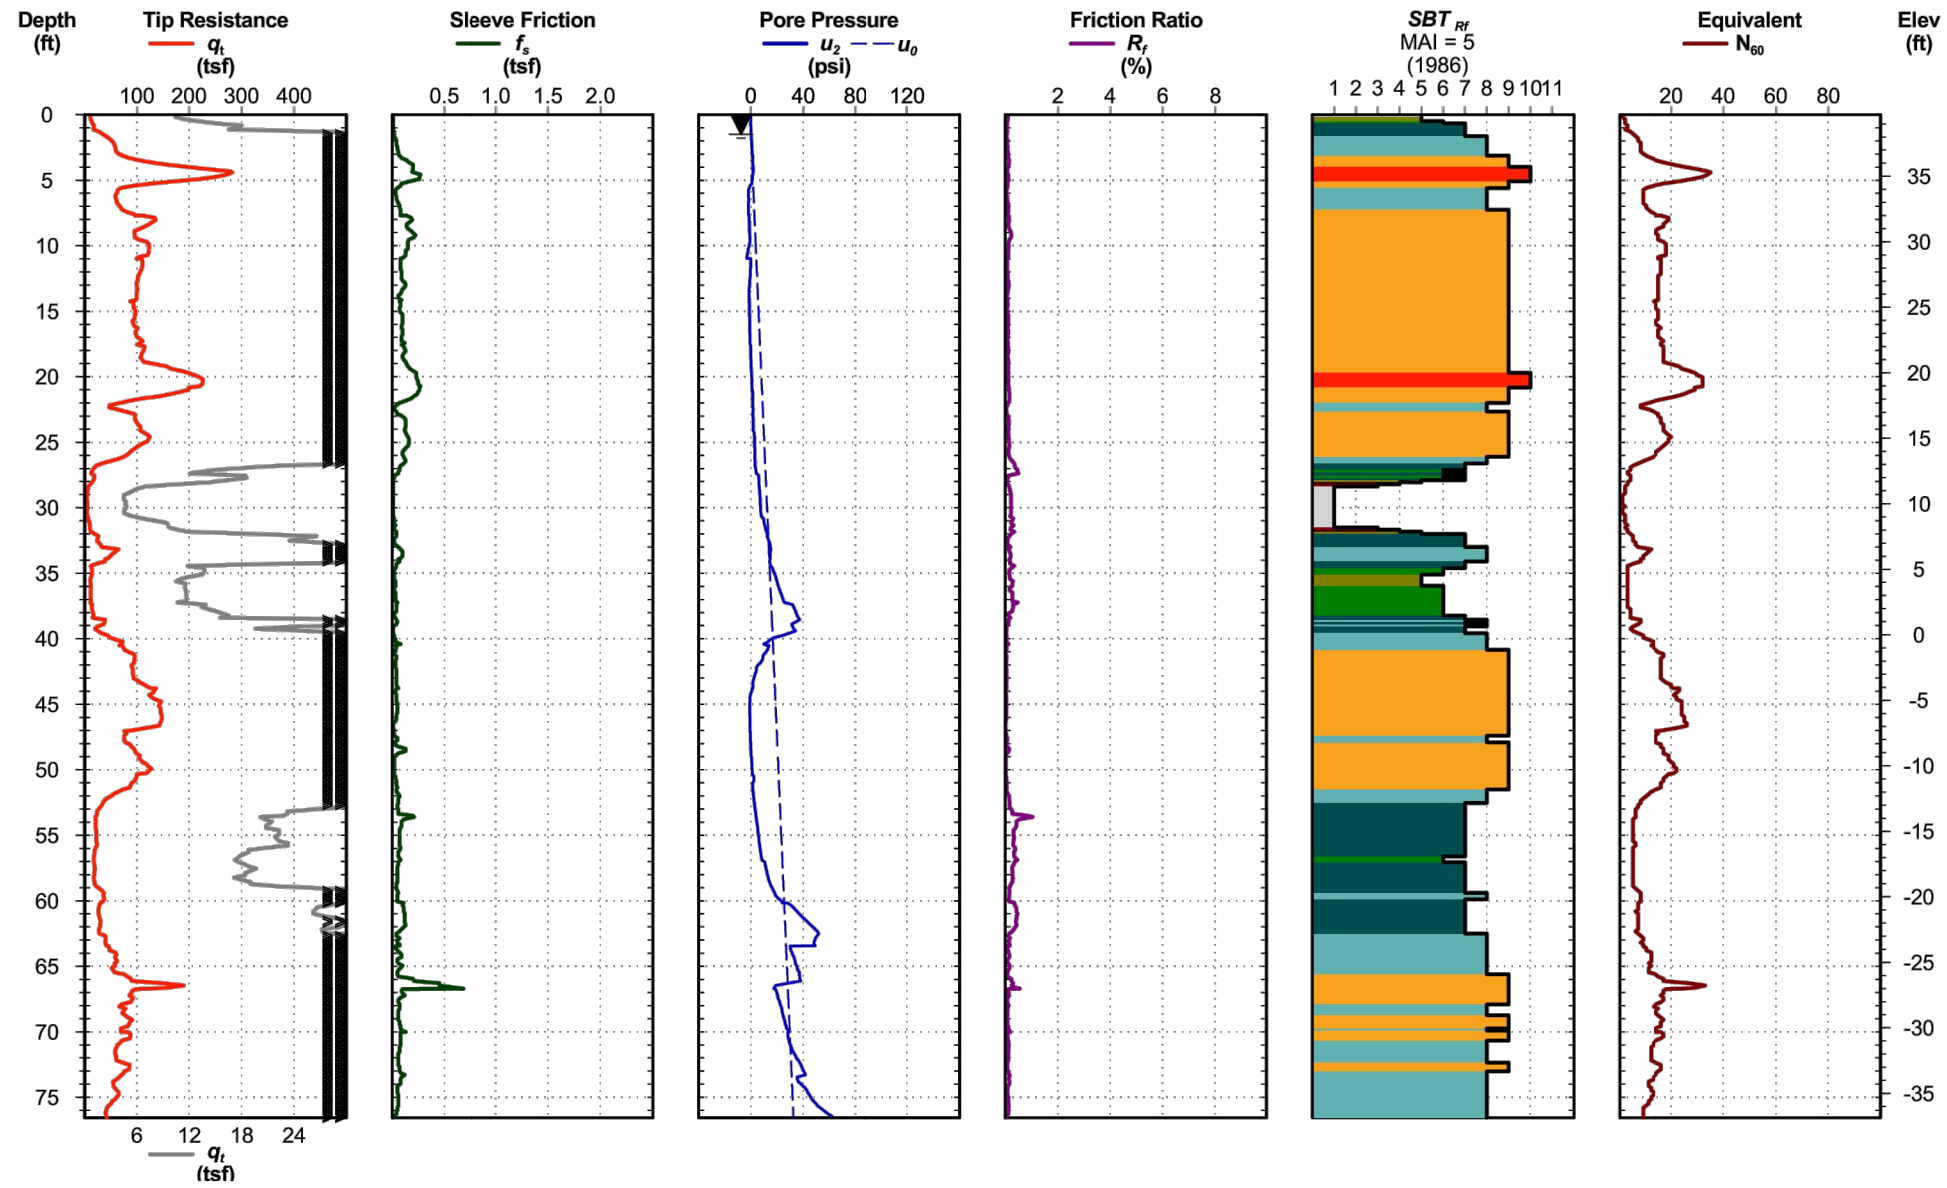 Depth Tip Resistance Sleeve Friction Pore Pressure Friction Ratio SBT Rf Equivalent Elev
(ft) qt fs u2 u0 Rf MAI = 5 N60 (ft)
(tsf) (tsf) (psi) (%) (1986)
100 200 300 400 0.5 1.0 1.5 2.0 0 40 80 120 2 4 6 8 1 2 3 4 5 6 7 8 9 10 11 20 40 60 80
0
5 35
10 30
15 25
20 20
25 15
30 10
35 5
40 0
45 -5
50 -10
55 -15
60 -20
65 -25
70 -30
75 -35
6 12 18 24
qt
(tsf)